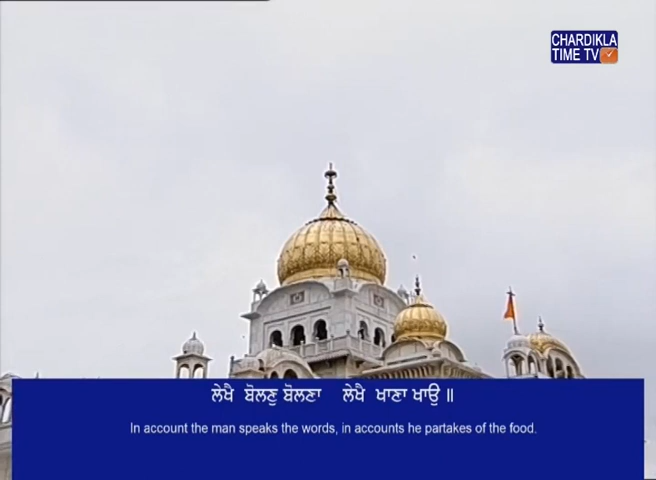 CHARDIKLA
TIME TV
ਲੇਖੈ ਬੋਲਣੁ ਬੋਲਣਾ ਲੇਖੈ ਖਾਣਾ ਖਾਉ ॥
In account the man speaks the words, in accounts he partakes of the food.